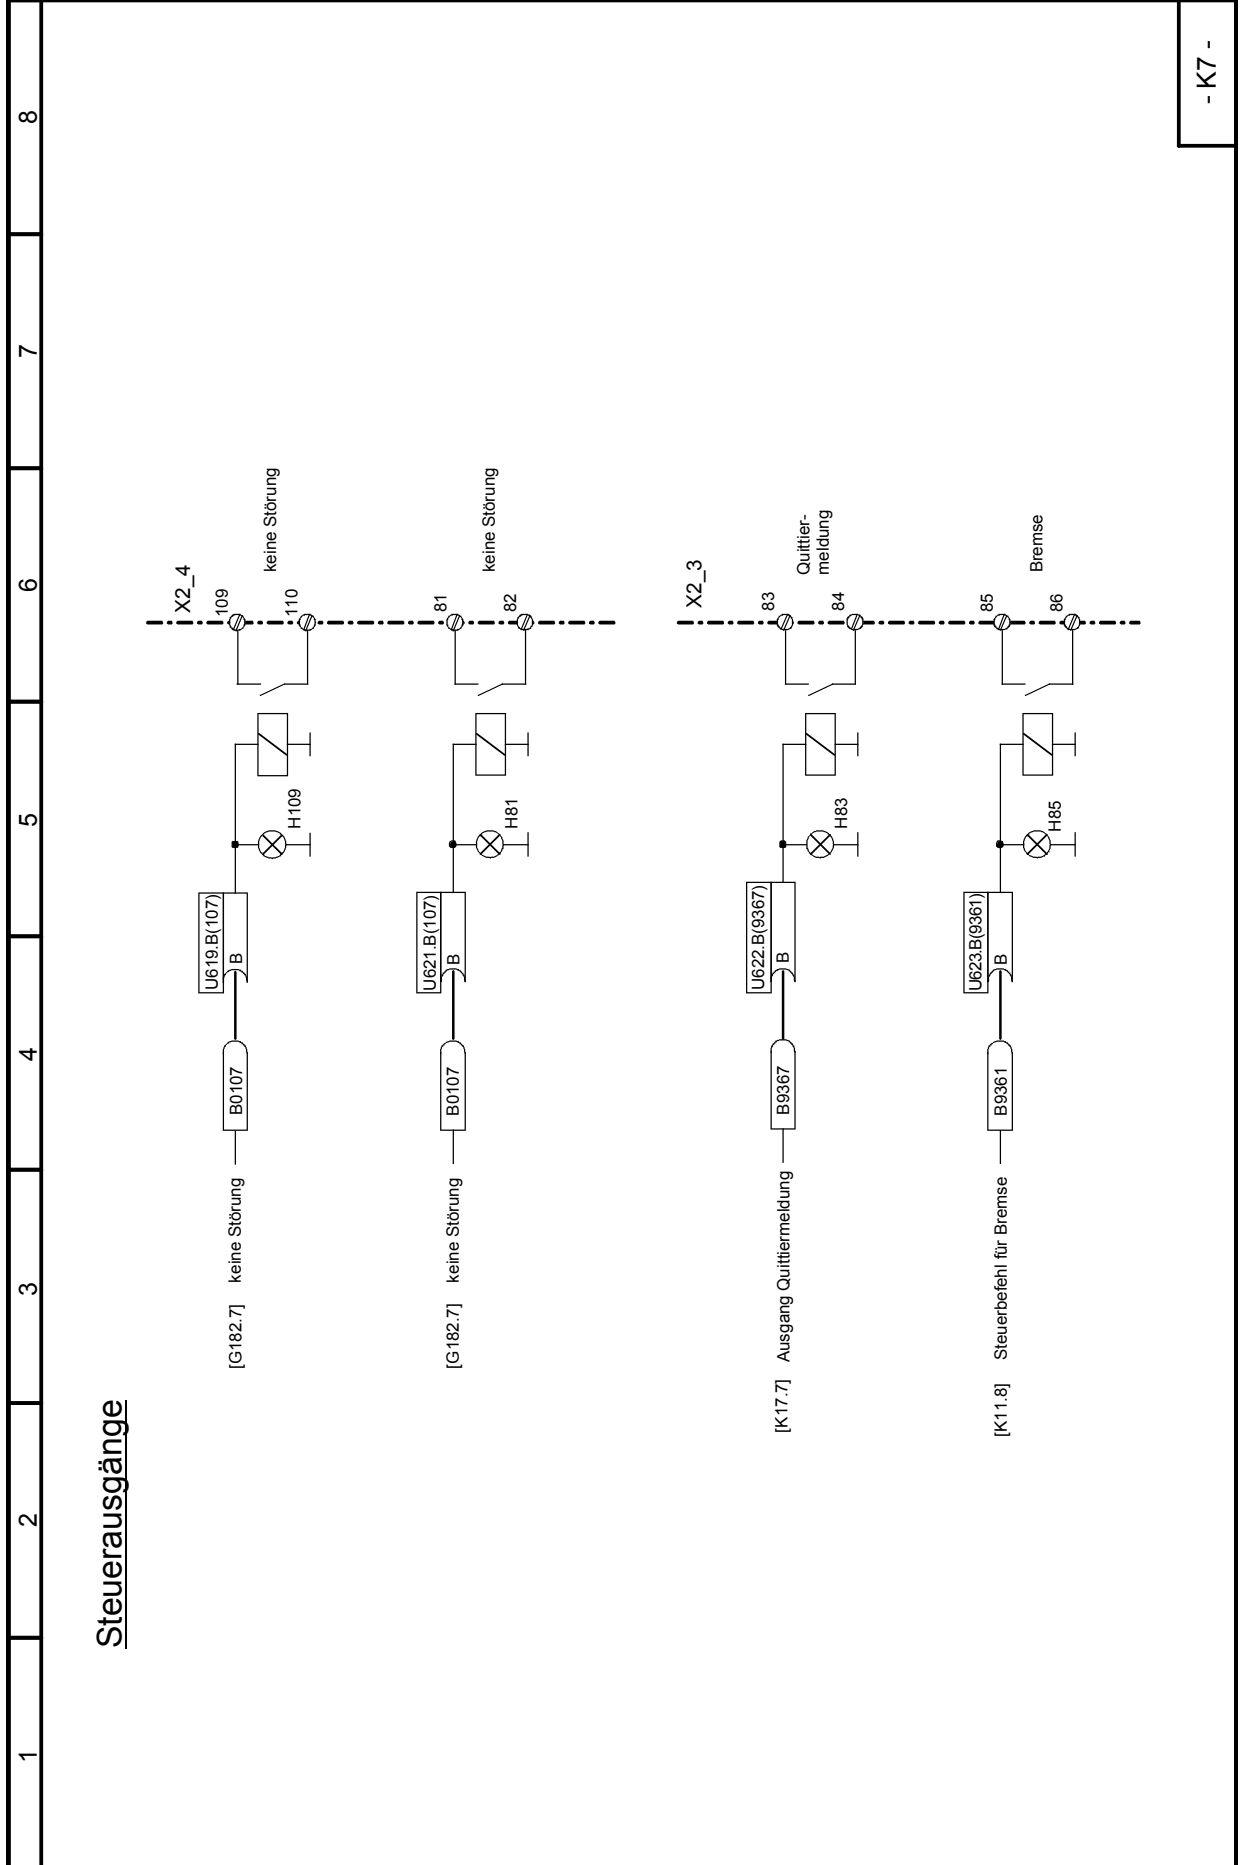 1
2
3
4
5
6
7
8
Steuerausgänge
X2_4
[G182.7] keine Störung
B0107
U619.B(107)
B
H109
109
110
keine Störung
[G182.7] keine Störung
B0107
U621.B(107)
B
H81
81
82
keine Störung
X2_3
[K17.7] Ausgang Quittiermeldung
B9367
U622.B(9367)
B
H83
83
84
Quittier-
meldung
[K11.8] Steuerbefehl für Bremse
B9361
U623.B(9361)
B
H85
85
86
Bremse
- K7 -